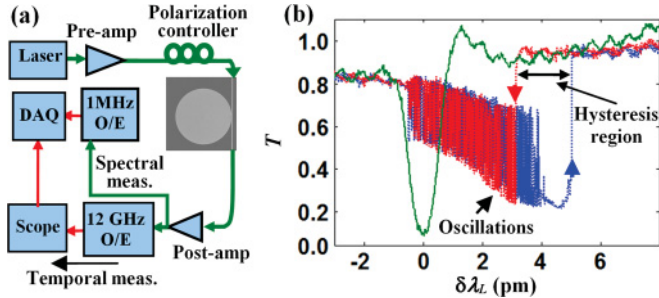 (a)
Polarization
controller
Pre-amp
Laser
DAQ
1MHz
O/E
Spectral
meas.
Scope
12 GHz
O/E
Post-amp
Temporal meas.
(b)
1.0
0.8
0.6
0.4
0.2
0.0
T
Hysteresis
region
Oscillations
-2 0 2 4 6 8
δλL (pm)